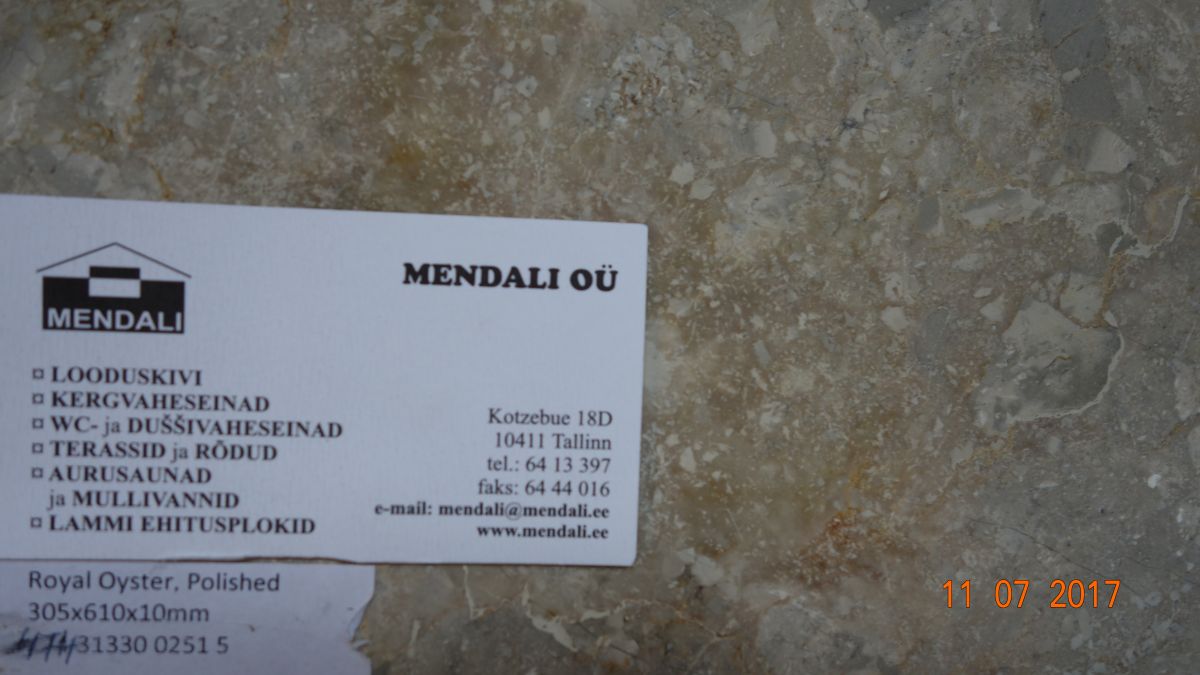 MENDALI
MENDALI OÜ
¤ LOODUSKIVI
¤ KERGVAHESEINAD
¤ WC- ja DUŠŠIVAHESEINAD
¤ TERASSID ja RÕDUD
¤ AURUSAUNAD
ja MULLIVANNID
¤ LAMMI EHITUSPLOKID
Kotzebue 18D
10411 Tallinn
tel.: 64 13 397
faks: 64 44 016
e-mail: mendali@mendali.ee
www.mendali.ee
Royal Oyster, Polished
305x610x10mm
31330 0251 5
11 07 2017